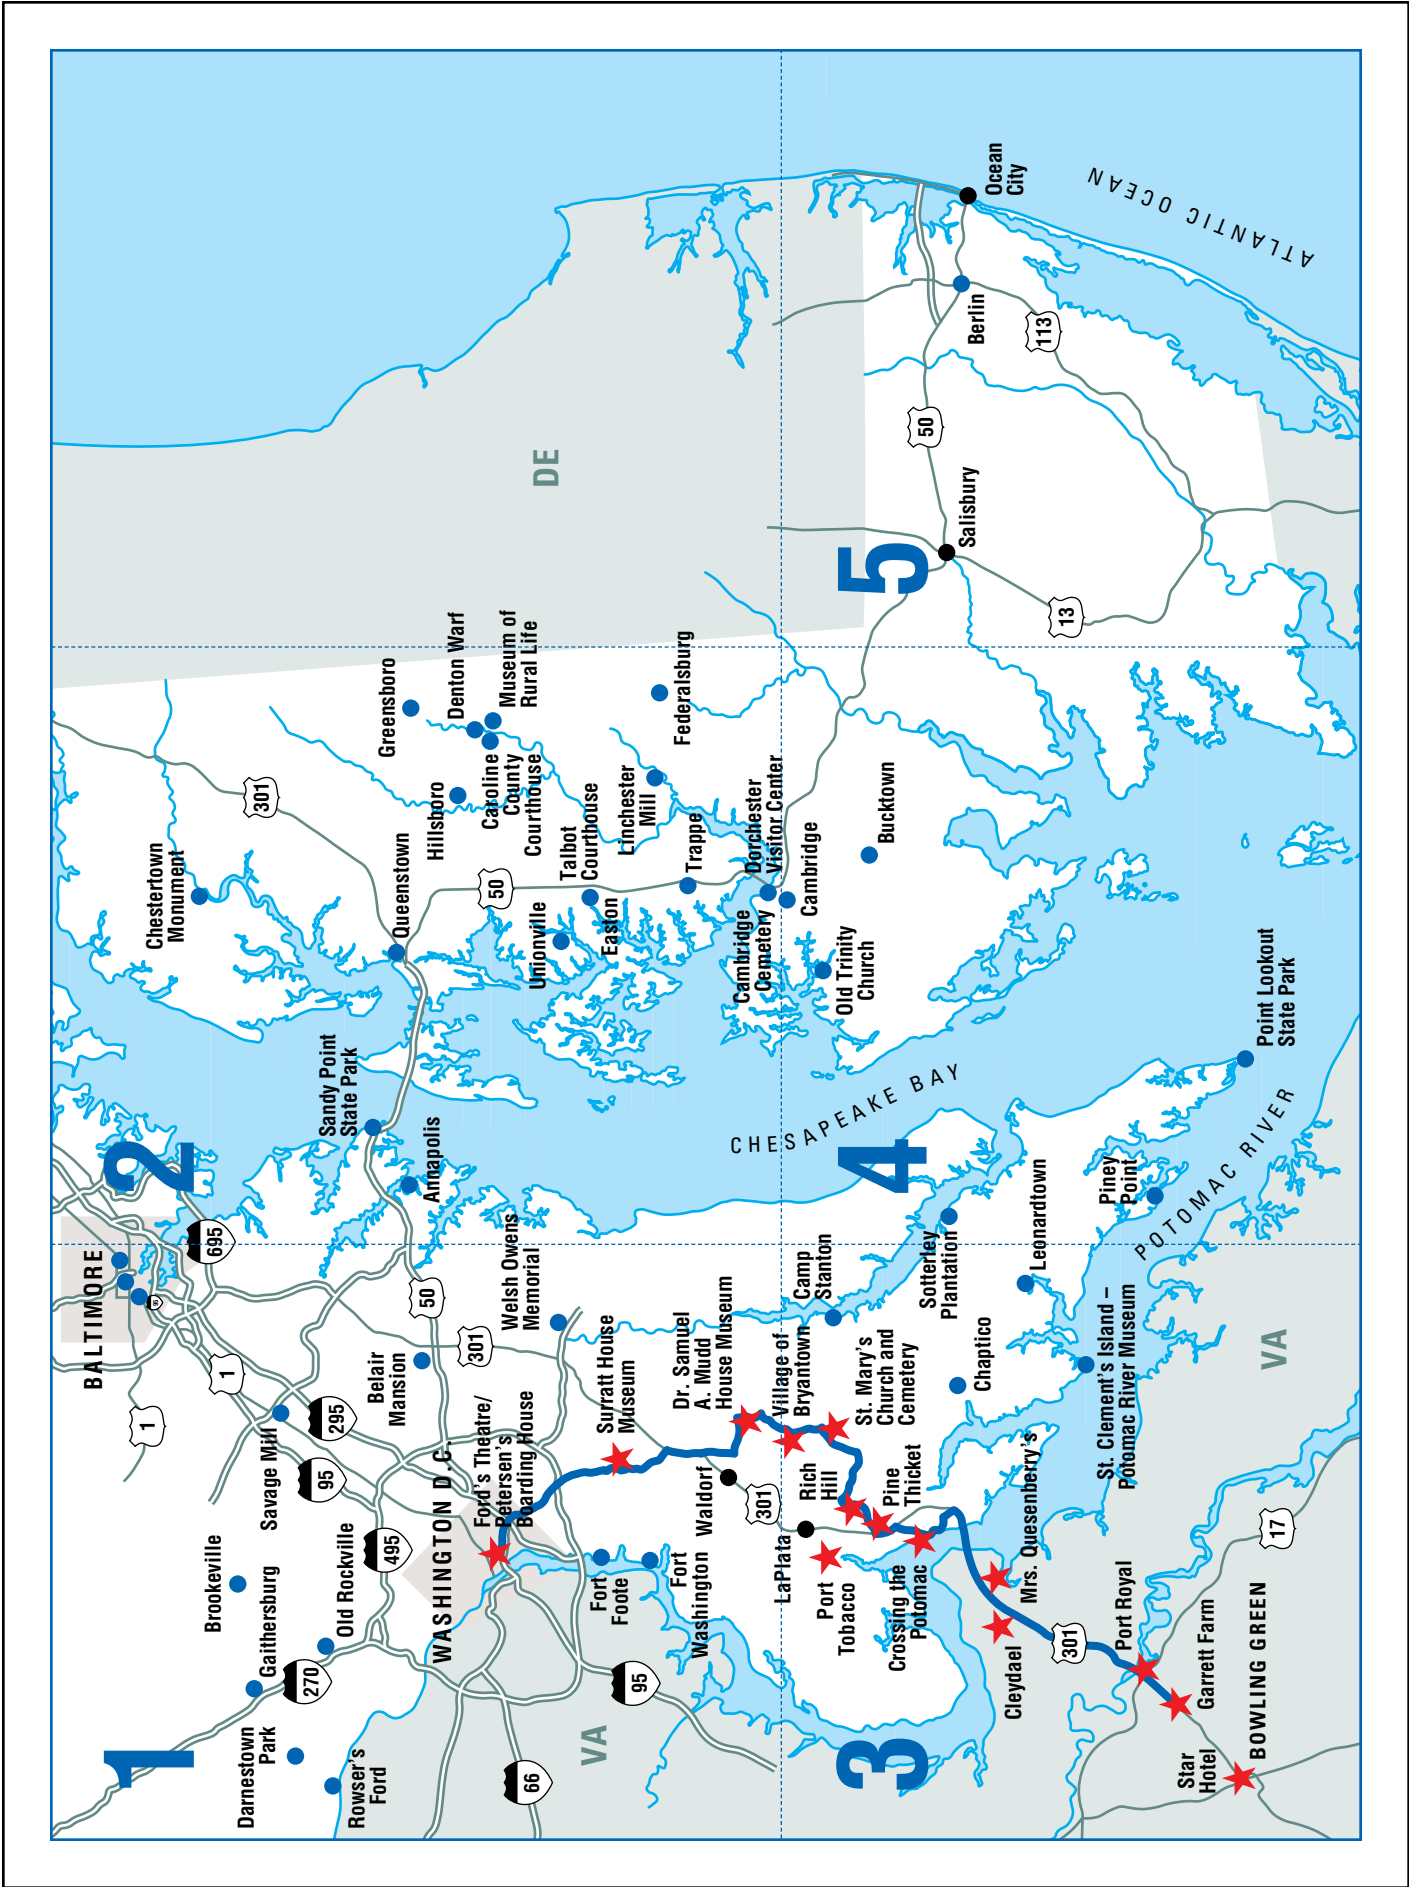 1
2
3
4
5
BALTIMORE
695
95
1
1
295
95
50
301
495
270
66
95
Savage Mill
Brookeville
Gaithersburg
Old Rockville
Darnestown
Park
Rowser's
Ford
Belair
Mansion
WASHINGTON D.C.
Ford's Theatre/
Petersen's
Boarding House
Welsh Owens
Memorial
Surratt House
Museum
Fort
Foote
Fort
Washington
VA
Sandy Point
State Park
Annapolis
Chestertown
Monument
301
Queenstown
50
Greensboro
Denton Warf
Museum of
Rural Life
Hillsboro
Caroline
County
Courthouse
Talbot
Courthouse
Unionville
Easton
Linchester
Mill
Federalsburg
Trappe
Dorchester
Visitor Center
Cambridge
Cemetery
DE
CHESAPEAKE BAY
Dr. Samuel
A. Mudd
House Museum
Waldorf
301
LaPlata
Village of
Bryantown
Camp
Stanton
St. Mary's
Church and
Cemetery
Rich
Hill
Pine
Thicket
Port
Tobacco
Crossing the
Potomac
Mrs. Quesenberry's
Cleydael
301
Port Royal
Garrett Farm
Star
Hotel
BOWLING GREEN
17
Chaptico
Sotterley
Plantation
Leonardtown
St. Clement's Island –
Potomac River Museum
Piney
Point
POTOMAC RIVER
Point Lookout
State Park
VA
Cambridge
Old Trinity
Church
Bucktown
Salisbury
50
13
113
Berlin
Ocean
City
ATLANTIC OCEAN